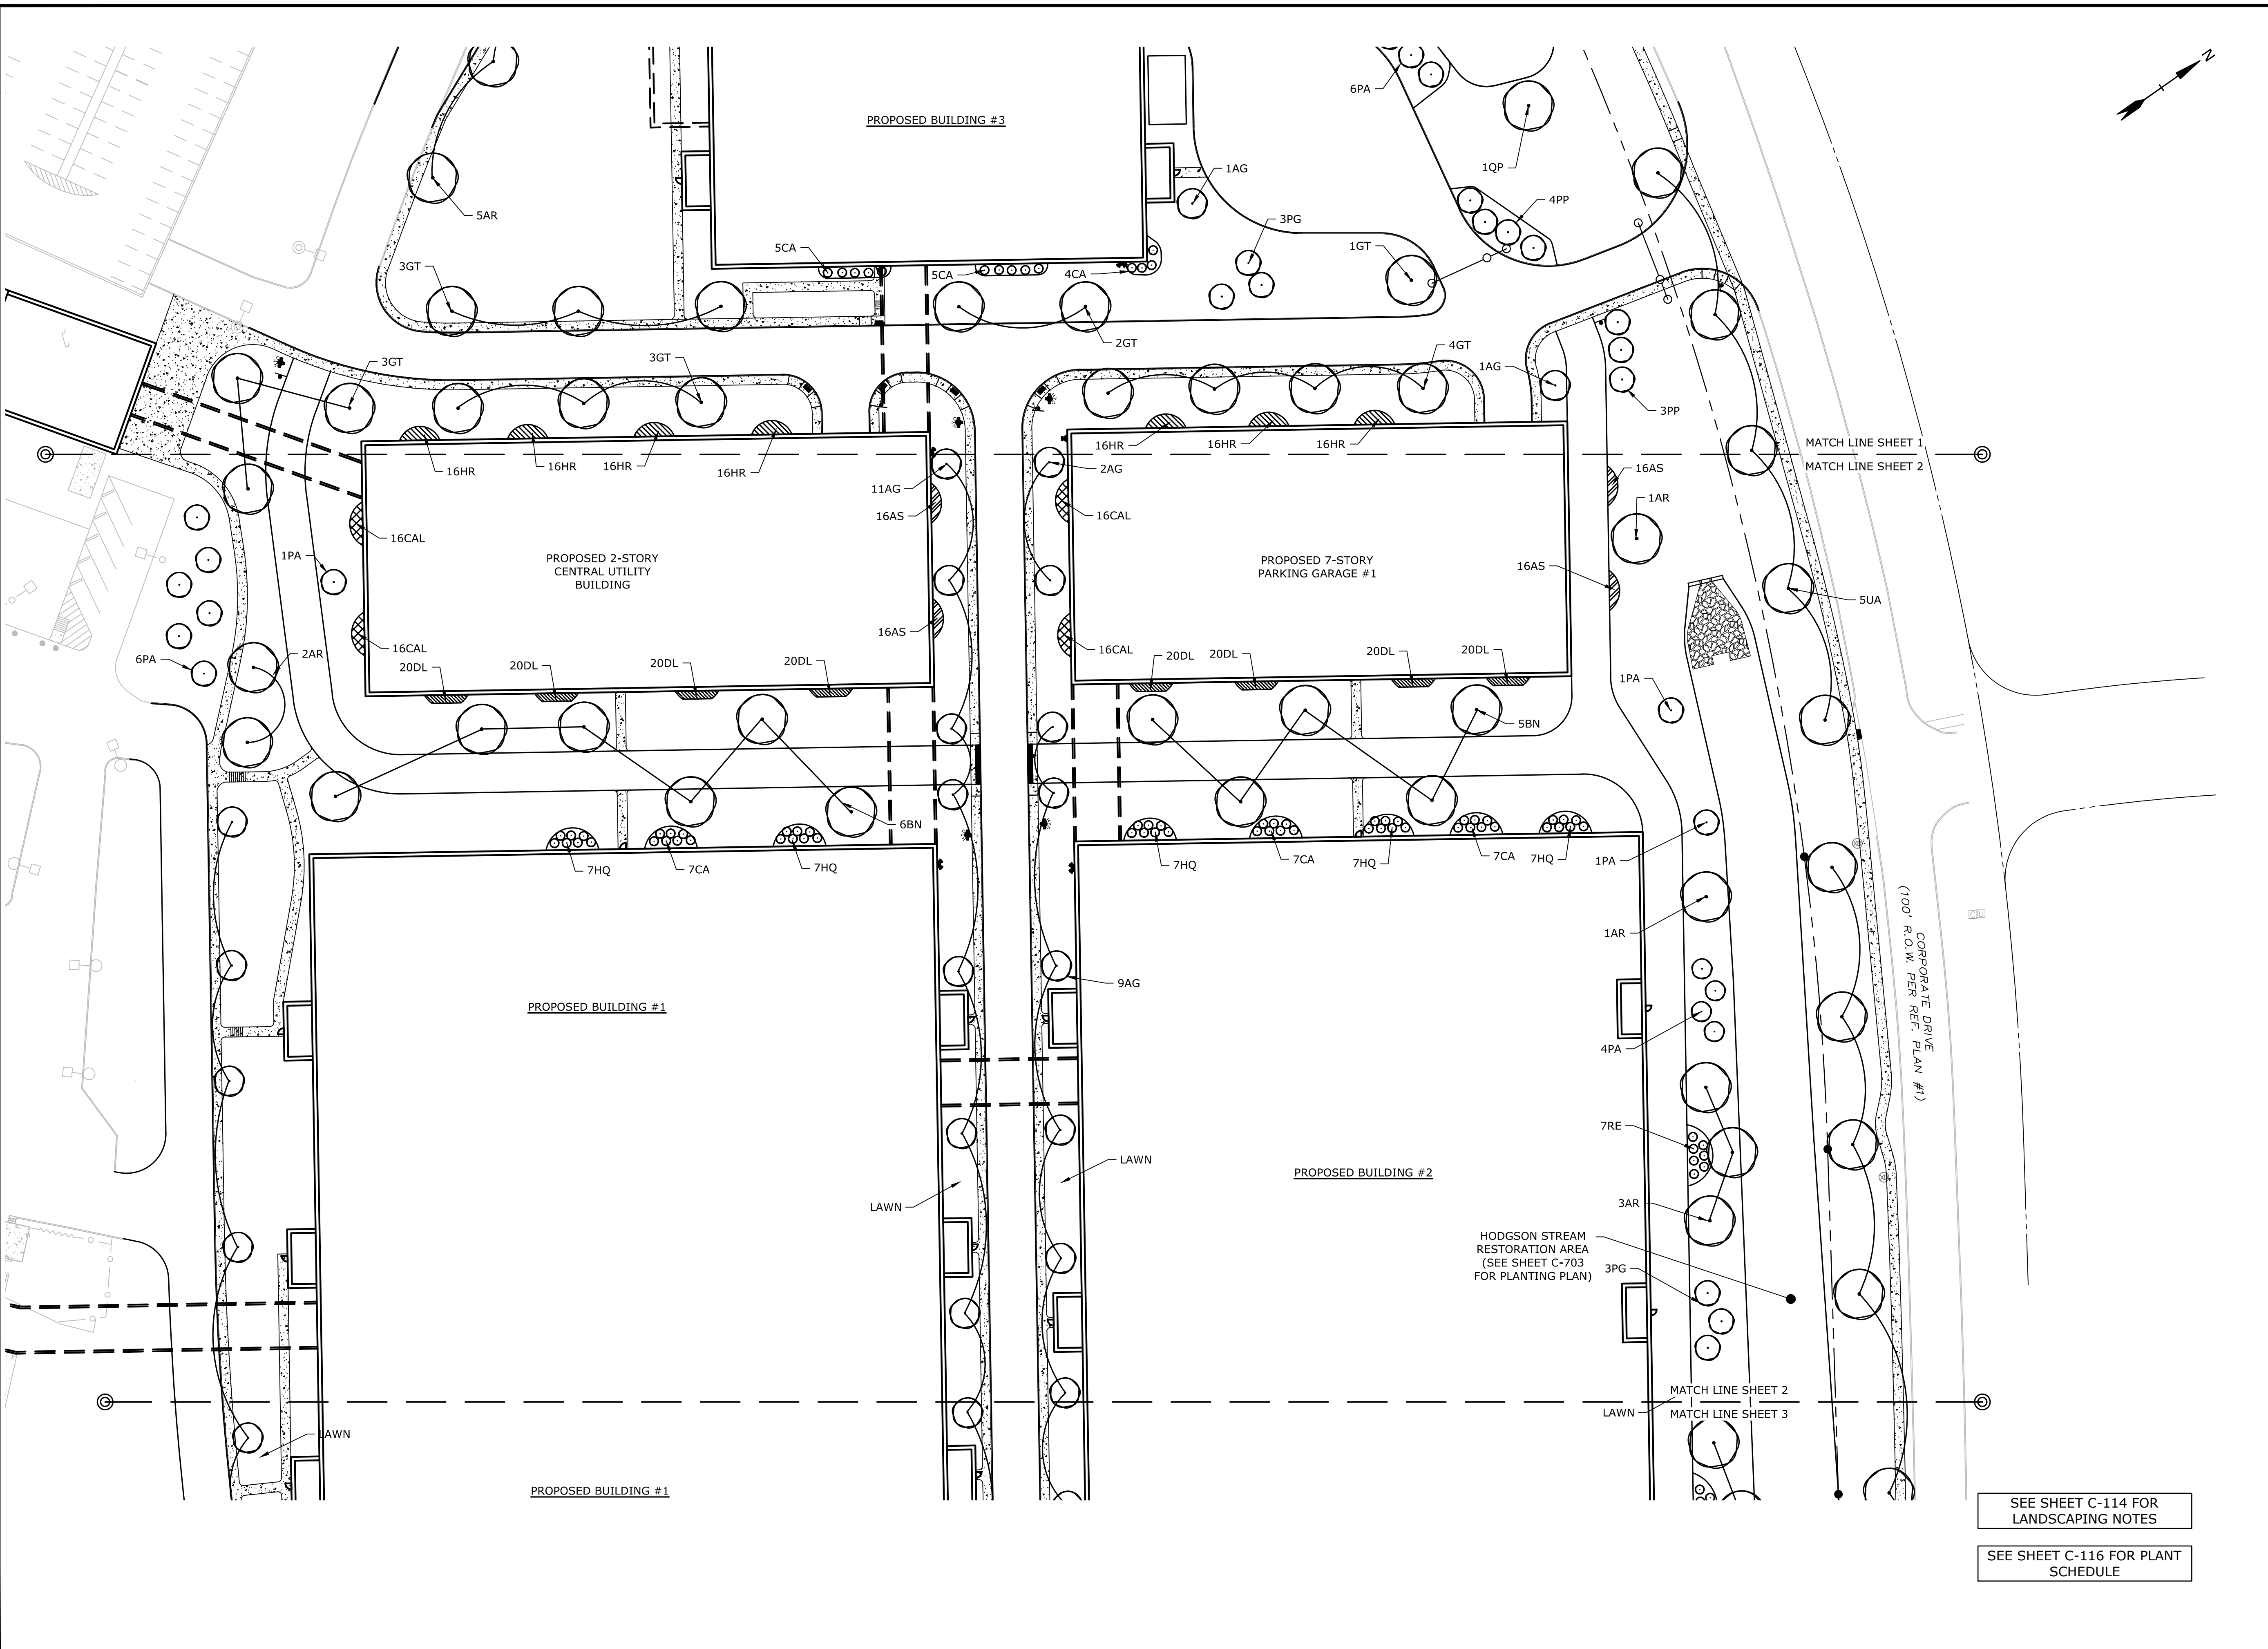 N
6PA
PROPOSED BUILDING #3
1AG
1QP
4PP
5AR
3PG
5CA
1GT
3GT
5CA
4CA
2GT
3GT
3GT
4GT
1AG
3PP
MATCH LINE SHEET 1
MATCH LINE SHEET 2
16HR
16HR
16HR
16HR
16HR
16HR
16HR
2AG
16AS
11AG
1AR
16AS
16CAL
16CAL
1PA
PROPOSED 2-STORY
CENTRAL UTILITY
BUILDING
PROPOSED 7-STORY
PARKING GARAGE #1
16AS
5UA
16AS
16CAL
16CAL
6PA
2AR
20DL
20DL
20DL
20DL
20DL
20DL
20DL
20DL
1PA
5BN
6BN
7HQ
7CA
7HQ
7HQ
7CA
7HQ
7CA
7HQ
1PA
1AR
CORPORATE DRIVE
(100' R.O.W. PER REF. PLAN #1)
9AG
PROPOSED BUILDING #1
4PA
7RE
LAWN
PROPOSED BUILDING #2
LAWN
3AR
HODGSON STREAM
RESTORATION AREA
(SEE SHEET C-703
FOR PLANTING PLAN)
3PG
MATCH LINE SHEET 2
LAWN
MATCH LINE SHEET 3
LAWN
PROPOSED BUILDING #1
SEE SHEET C-114 FOR
LANDSCAPING NOTES
SEE SHEET C-116 FOR PLANT
SCHEDULE